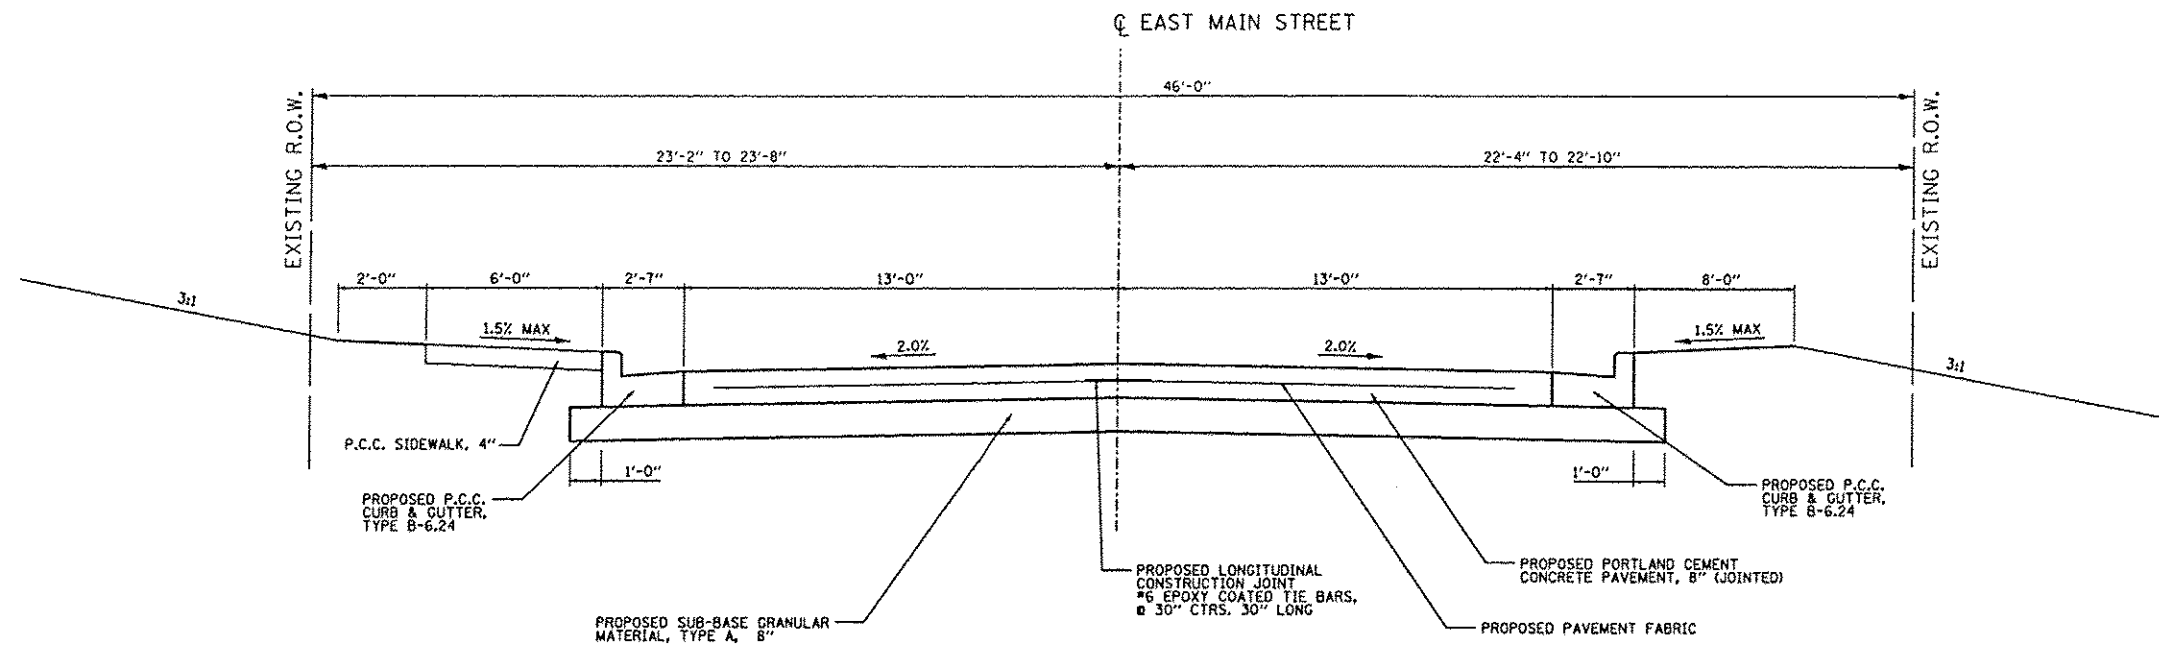 ℄ EAST MAIN STREET
46'-0"
EXISTING R.O.W.
EXISTING R.O.W.
23'-2" TO 23'-8"
22'-4" TO 22'-10"
2'-0"
6'-0"
2'-7"
13'-0"
13'-0"
2'-7"
8'-0"
3:1
1.5% MAX
2.0%
2.0%
1.5% MAX
3:1
P.C.C. SIDEWALK, 4"
1'-0"
1'-0"
PROPOSED P.C.C.
CURB & GUTTER,
TYPE B-6.24
PROPOSED P.C.C.
CURB & GUTTER,
TYPE B-6.24
PROPOSED LONGITUDINAL
CONSTRUCTION JOINT
#6 EPOXY COATED TIE BARS,
@ 30" CTRS. 30" LONG
PROPOSED PORTLAND CEMENT
CONCRETE PAVEMENT, 8" (JOINTED)
PROPOSED SUB-BASE GRANULAR
MATERIAL, TYPE A, 8"
PROPOSED PAVEMENT FABRIC